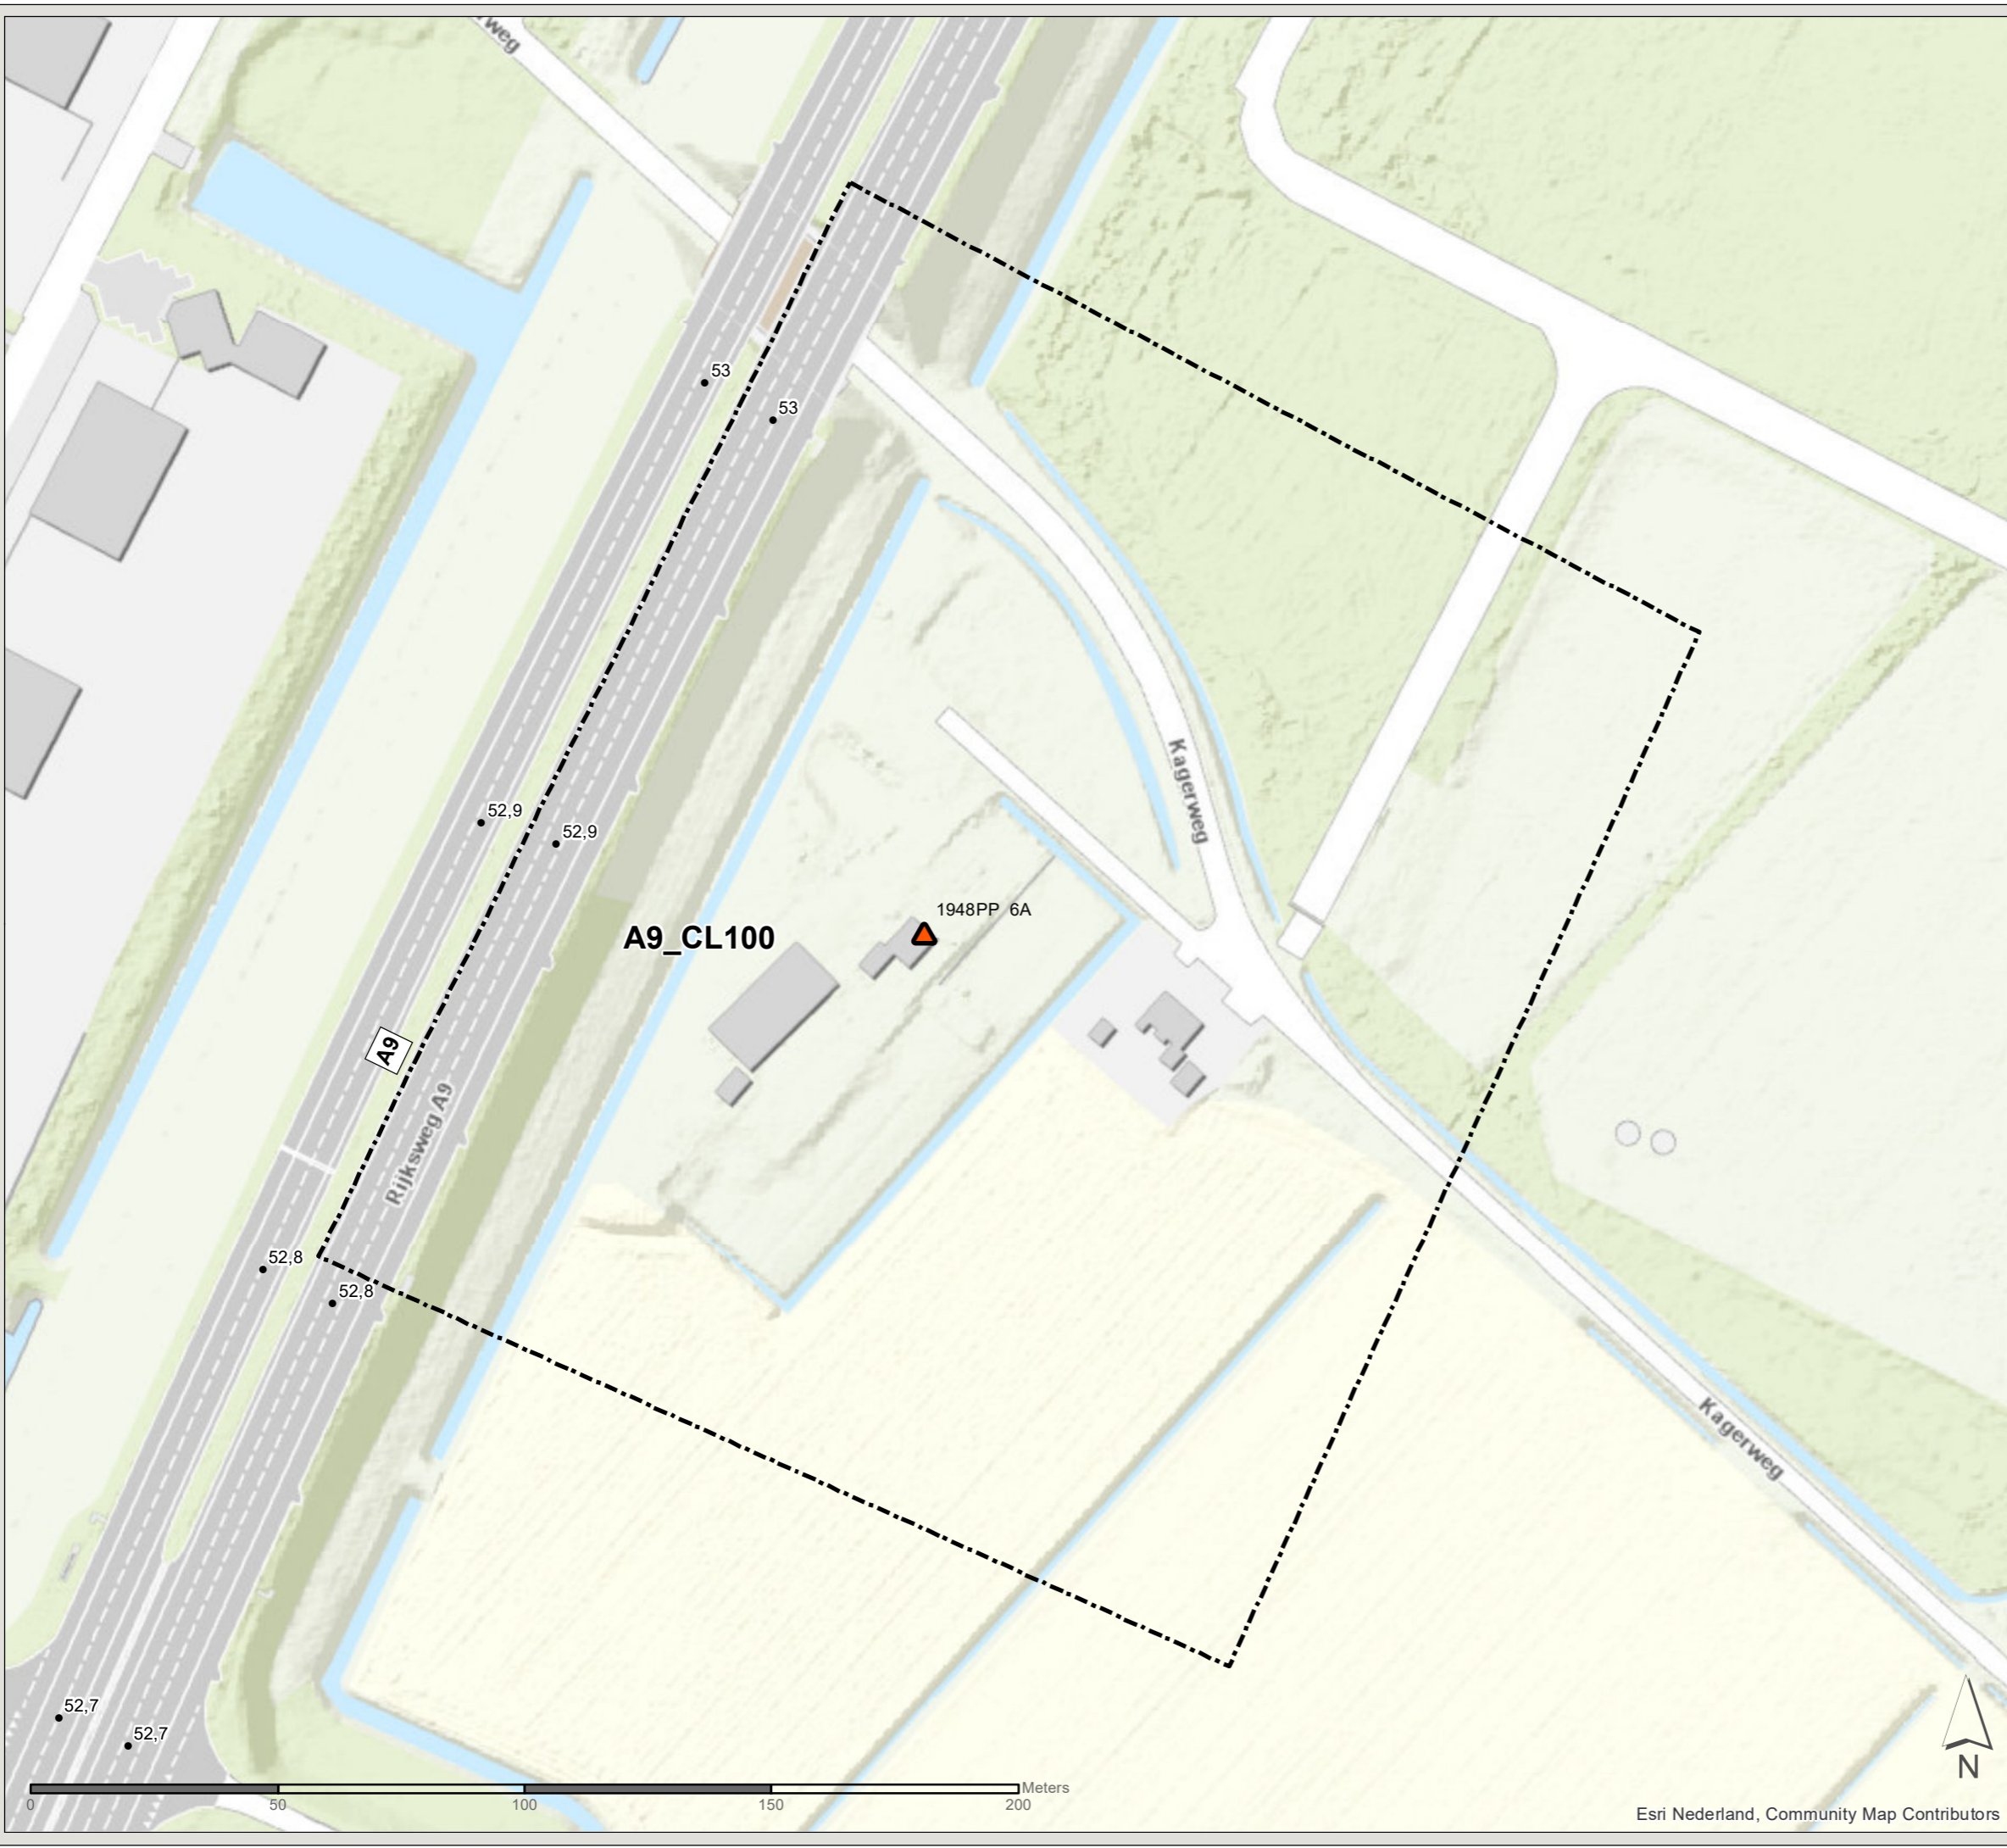 rweg
53
53
Kagerweg
52,9
52,9
1948PP 6A
A9_CL100
A9
Rijksweg A9
52,8
52,8
Kagerweg
52,7
52,7
N
Meters
0 50 100 150 200
Esri Nederland, Community Map Contributors